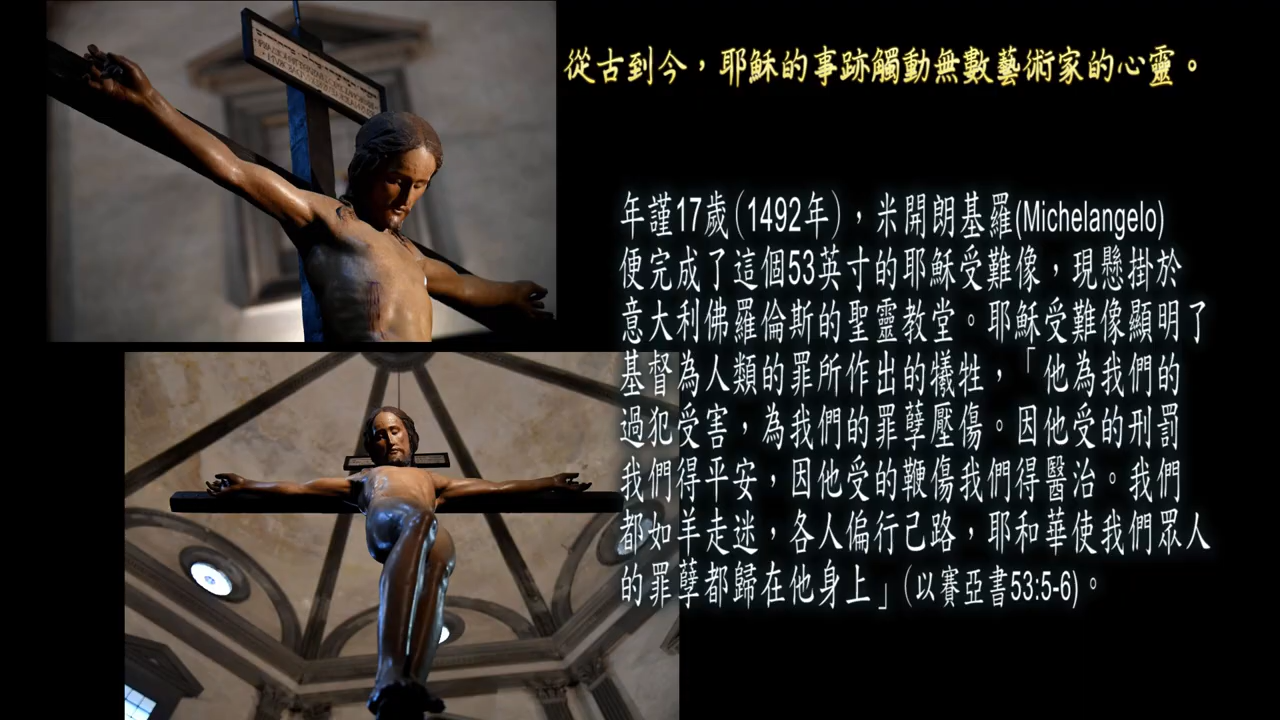 從古到今，耶穌的事跡觸動無數藝術家的心靈。
年謹17歲（1492年），米開朗基羅(Michelangelo)
便完成了這個53英寸的耶穌受難像，現懸掛於
意大利佛羅倫斯的聖靈教堂。耶穌受難像顯明了
基督為人類的罪所作出的犧牲，「他為我們的
過犯受害，為我們的罪孽壓傷。因他受的刑罰
我們得平安，因他受的鞭傷我們得醫治。我們
都如羊走迷，各人偏行己路，耶和華使我們眾人
的罪孽都歸在他身上」（以賽亞書53:5-6)。